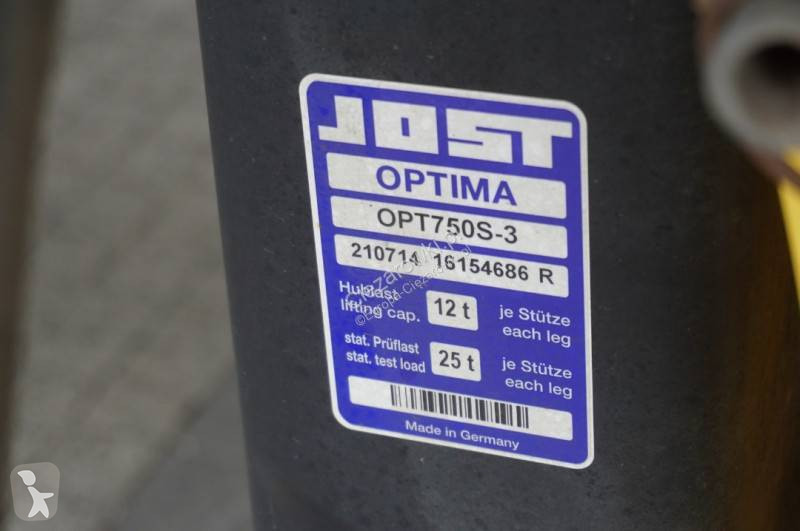 JOST
OPTIMA
OPT750S-3
210714 16154686 R
Hublast
lifting cap.
12 t
je Stütze
each leg
stat. Prüflast
stat. test load
25 t
je Stütze
each leg
Made in Germany